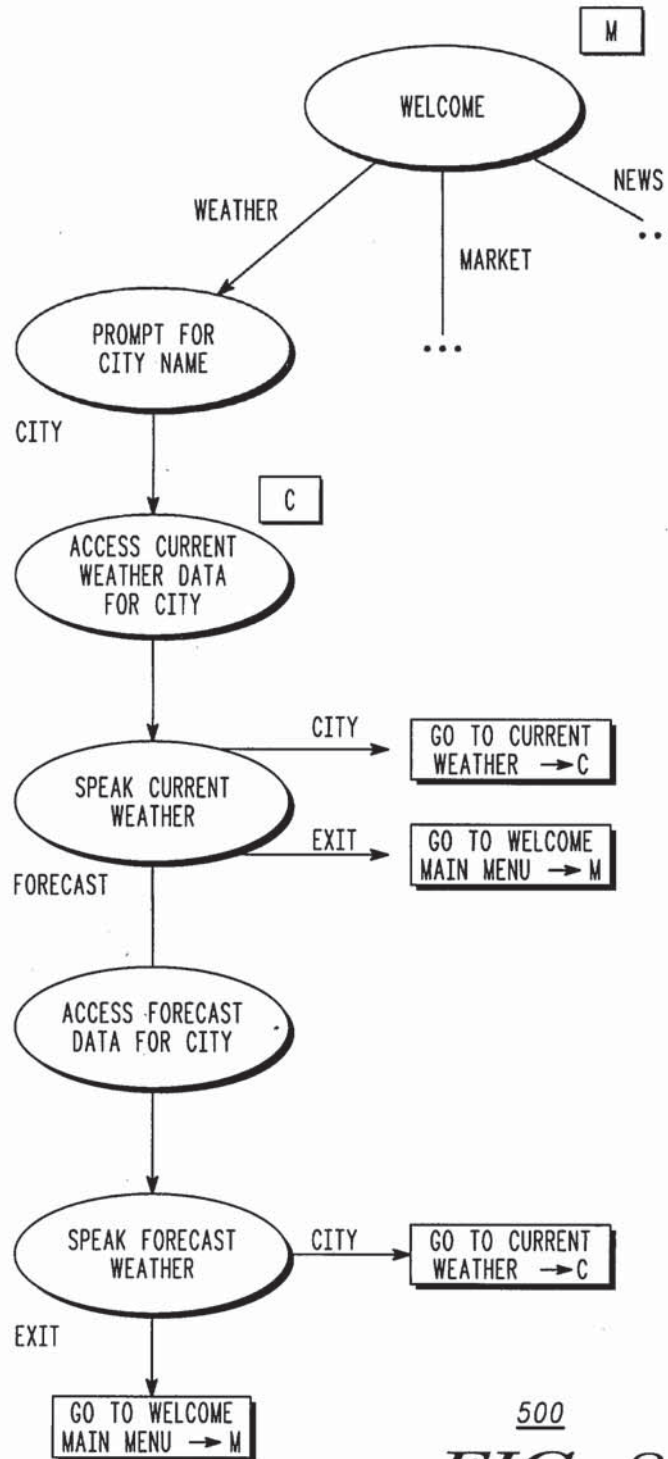 M
WELCOME
NEWS
WEATHER
..
MARKET
PROMPT FOR
CITY NAME
...
CITY
C
ACCESS CURRENT
WEATHER DATA
FOR CITY
CITY
GO TO CURRENT
WEATHER → C
SPEAK CURRENT
WEATHER
EXIT
GO TO WELCOME
MAIN MENU → M
FORECAST
ACCESS FORECAST
DATA FOR CITY
SPEAK FORECAST
WEATHER
CITY
GO TO CURRENT
WEATHER → C
EXIT
GO TO WELCOME
MAIN MENU → M
500